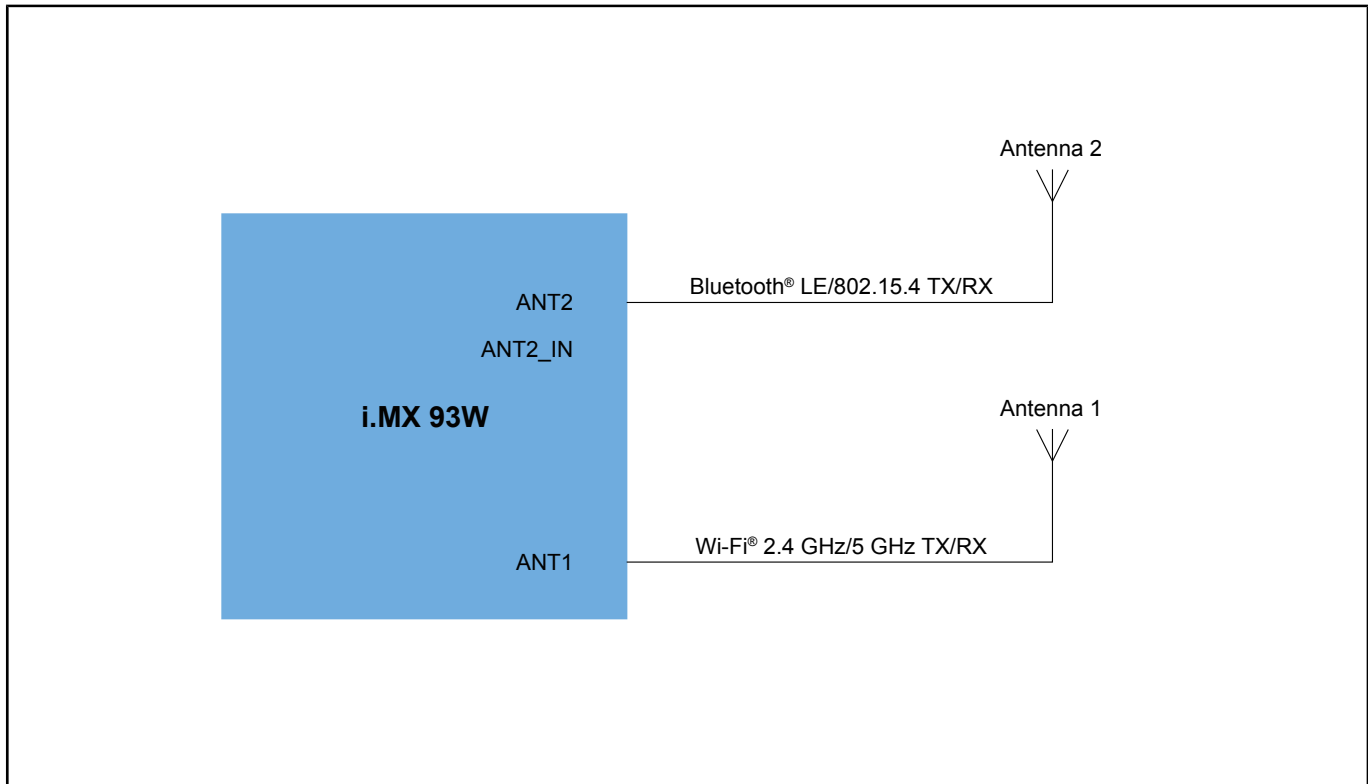 Antenna 2
Bluetooth® LE/802.15.4 TX/RX
ANT2
ANT2_IN
i.MX 93W
Antenna 1
Wi-Fi® 2.4 GHz/5 GHz TX/RX
ANT1